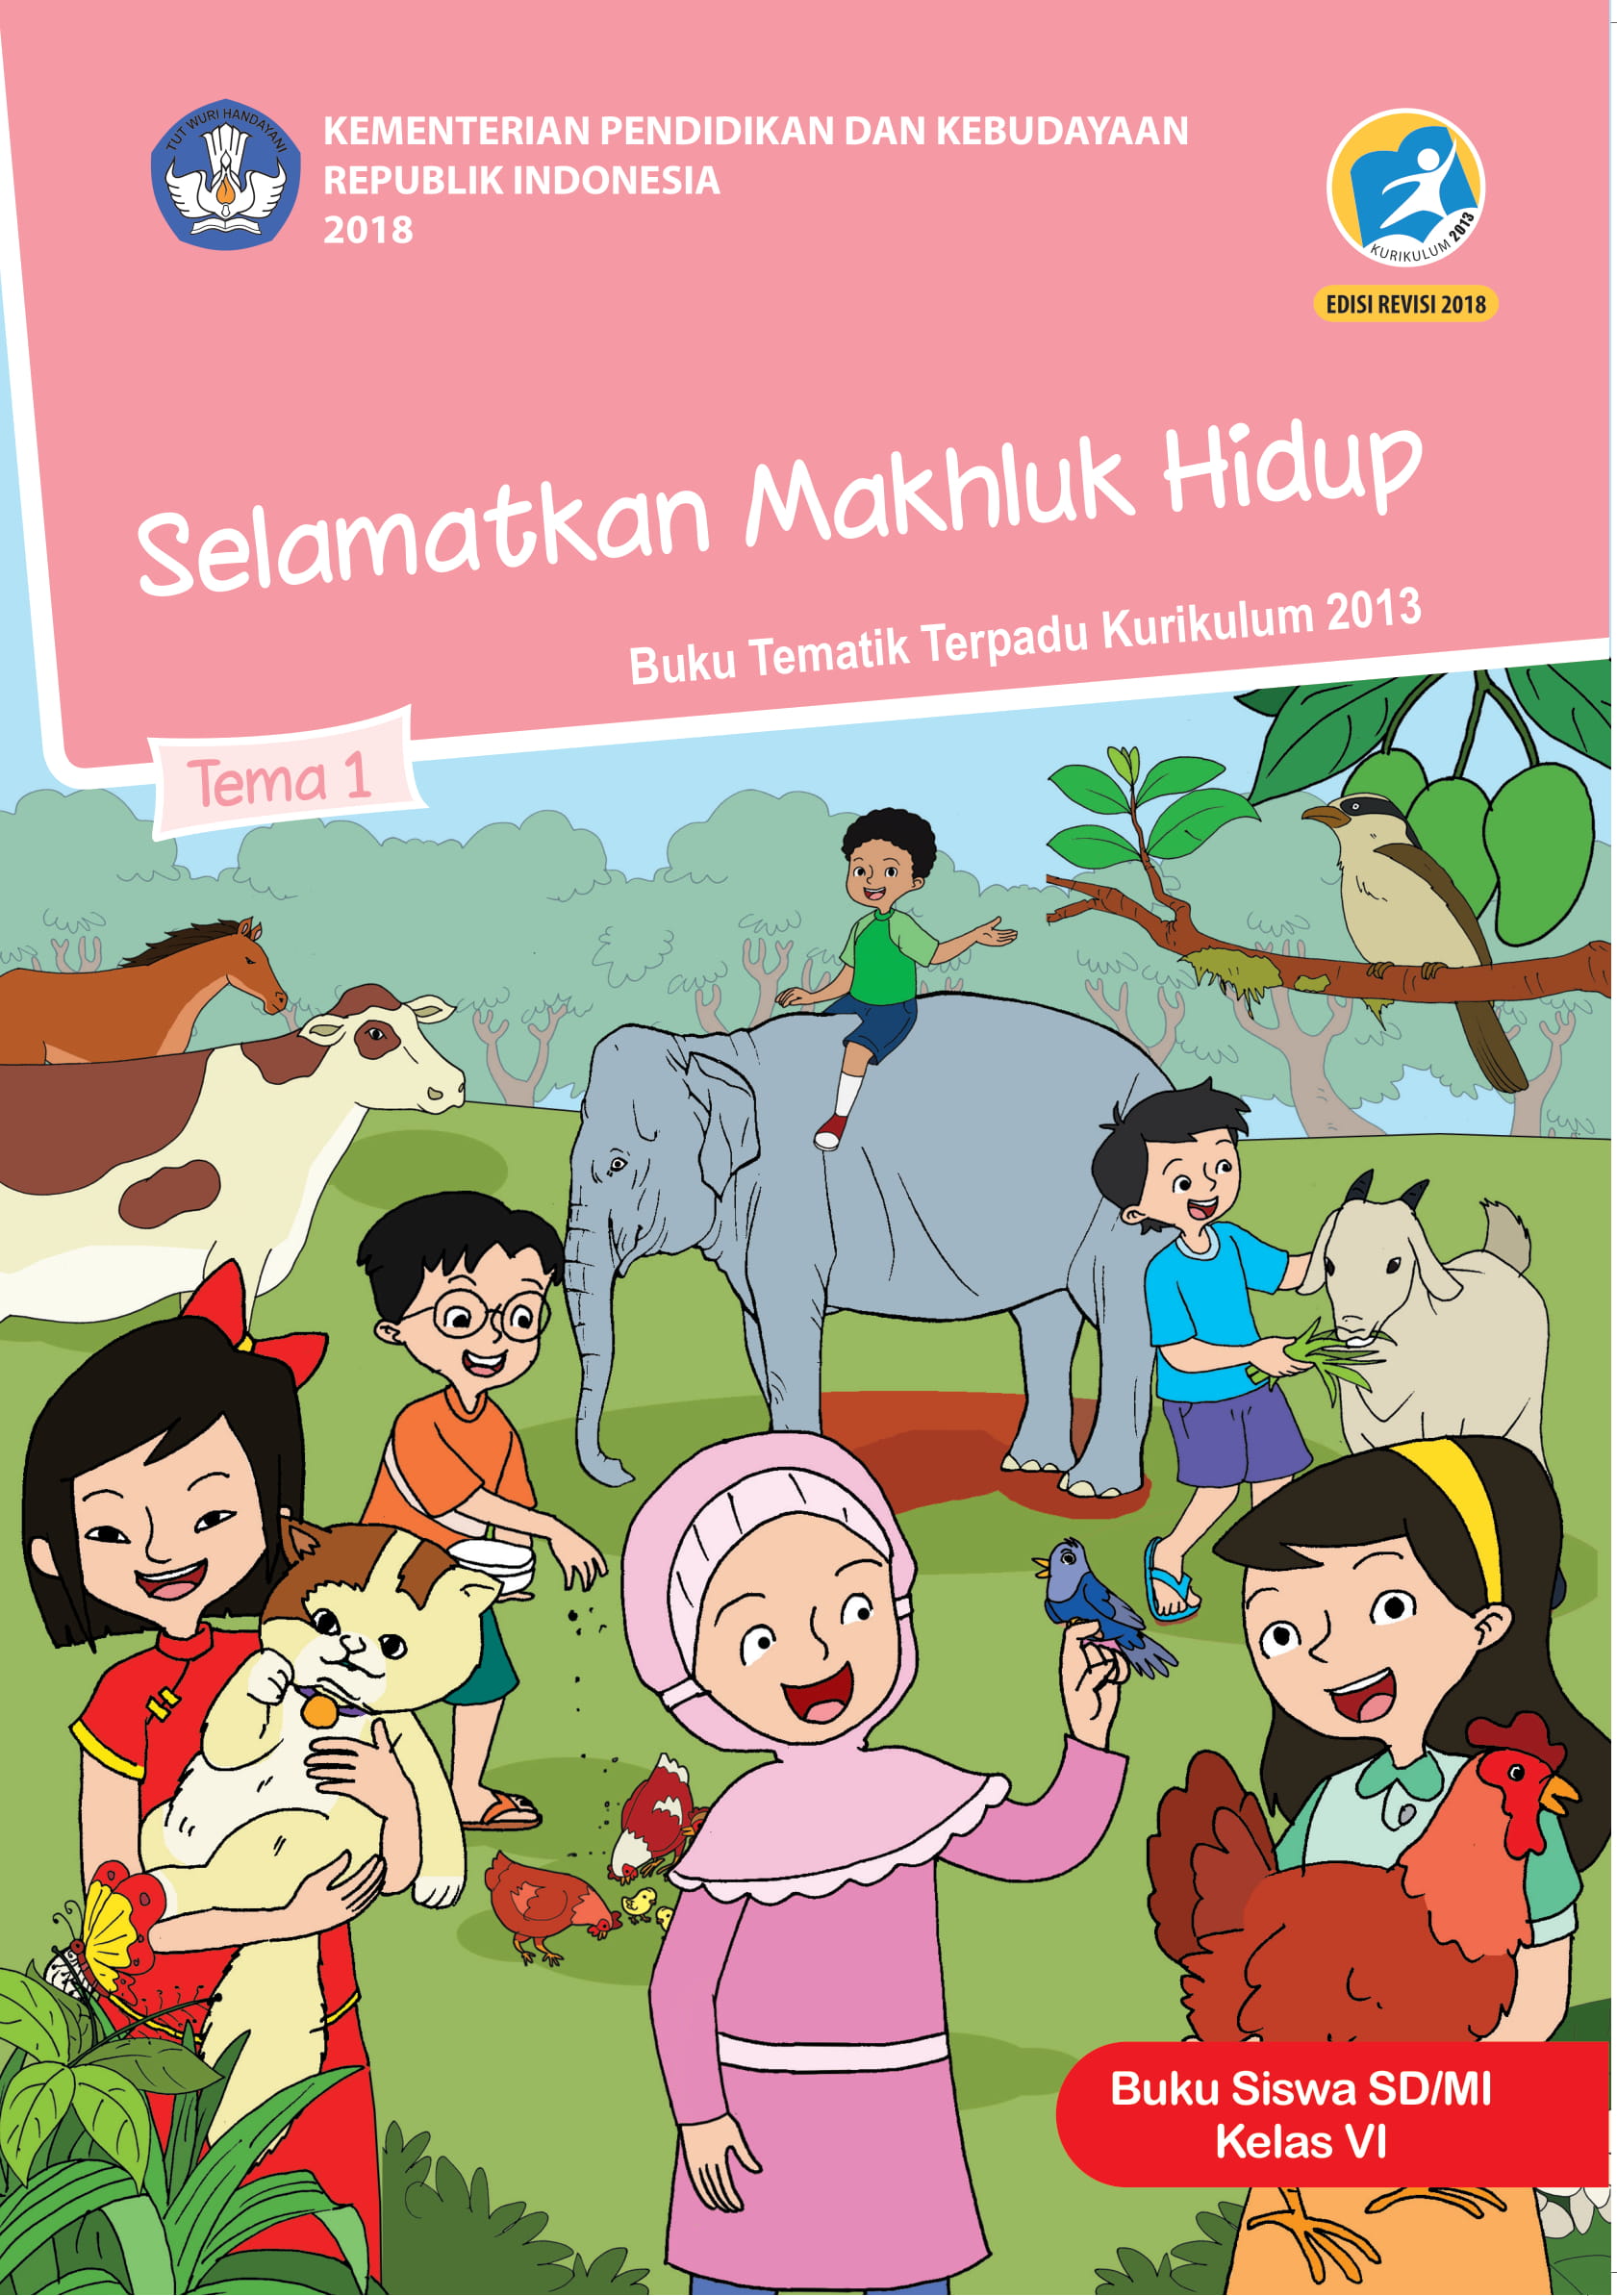 TUT WURI HANDAYANI
KEMENTERIAN PENDIDIKAN DAN KEBUDAYAAN
REPUBLIK INDONESIA
2018
KURIKULUM 2013
EDISI REVISI 2018
Selamatkan Makhluk Hidup
Buku Tematik Terpadu Kurikulum 2013
Tema 1
Buku Siswa SD/MI
Kelas VI